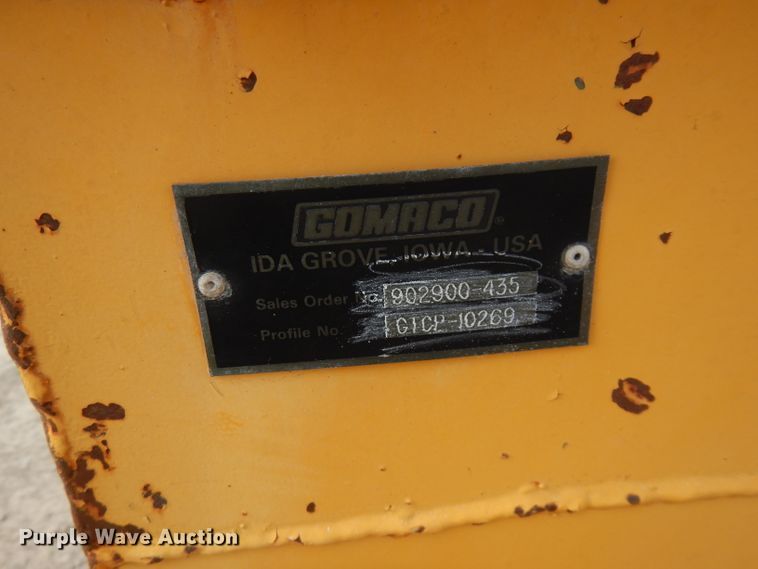 GOMACO®
IDA GROVE, IOWA - USA
Sales Order No. 902900-435
Profile No. GTCP-10269
Purple Wave Auction